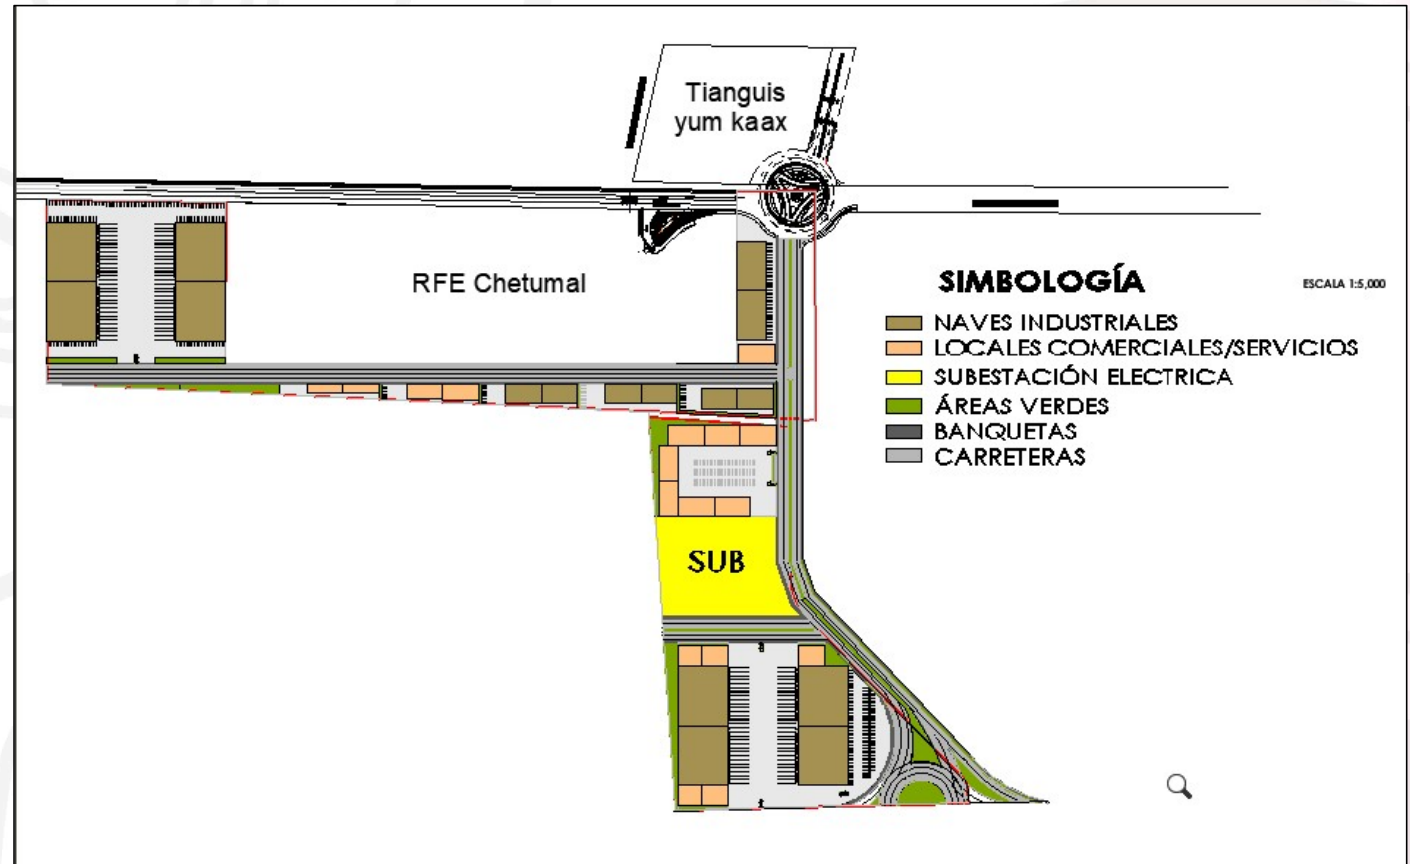 Tianguis
yum kaax
RFE Chetumal
SIMBOLOGÍA
ESCALA 1:5,000
NAVES INDUSTRIALES
LOCALES COMERCIALES/SERVICIOS
SUBESTACIÓN ELECTRICA
ÁREAS VERDES
BANQUETAS
CARRETERAS
SUB